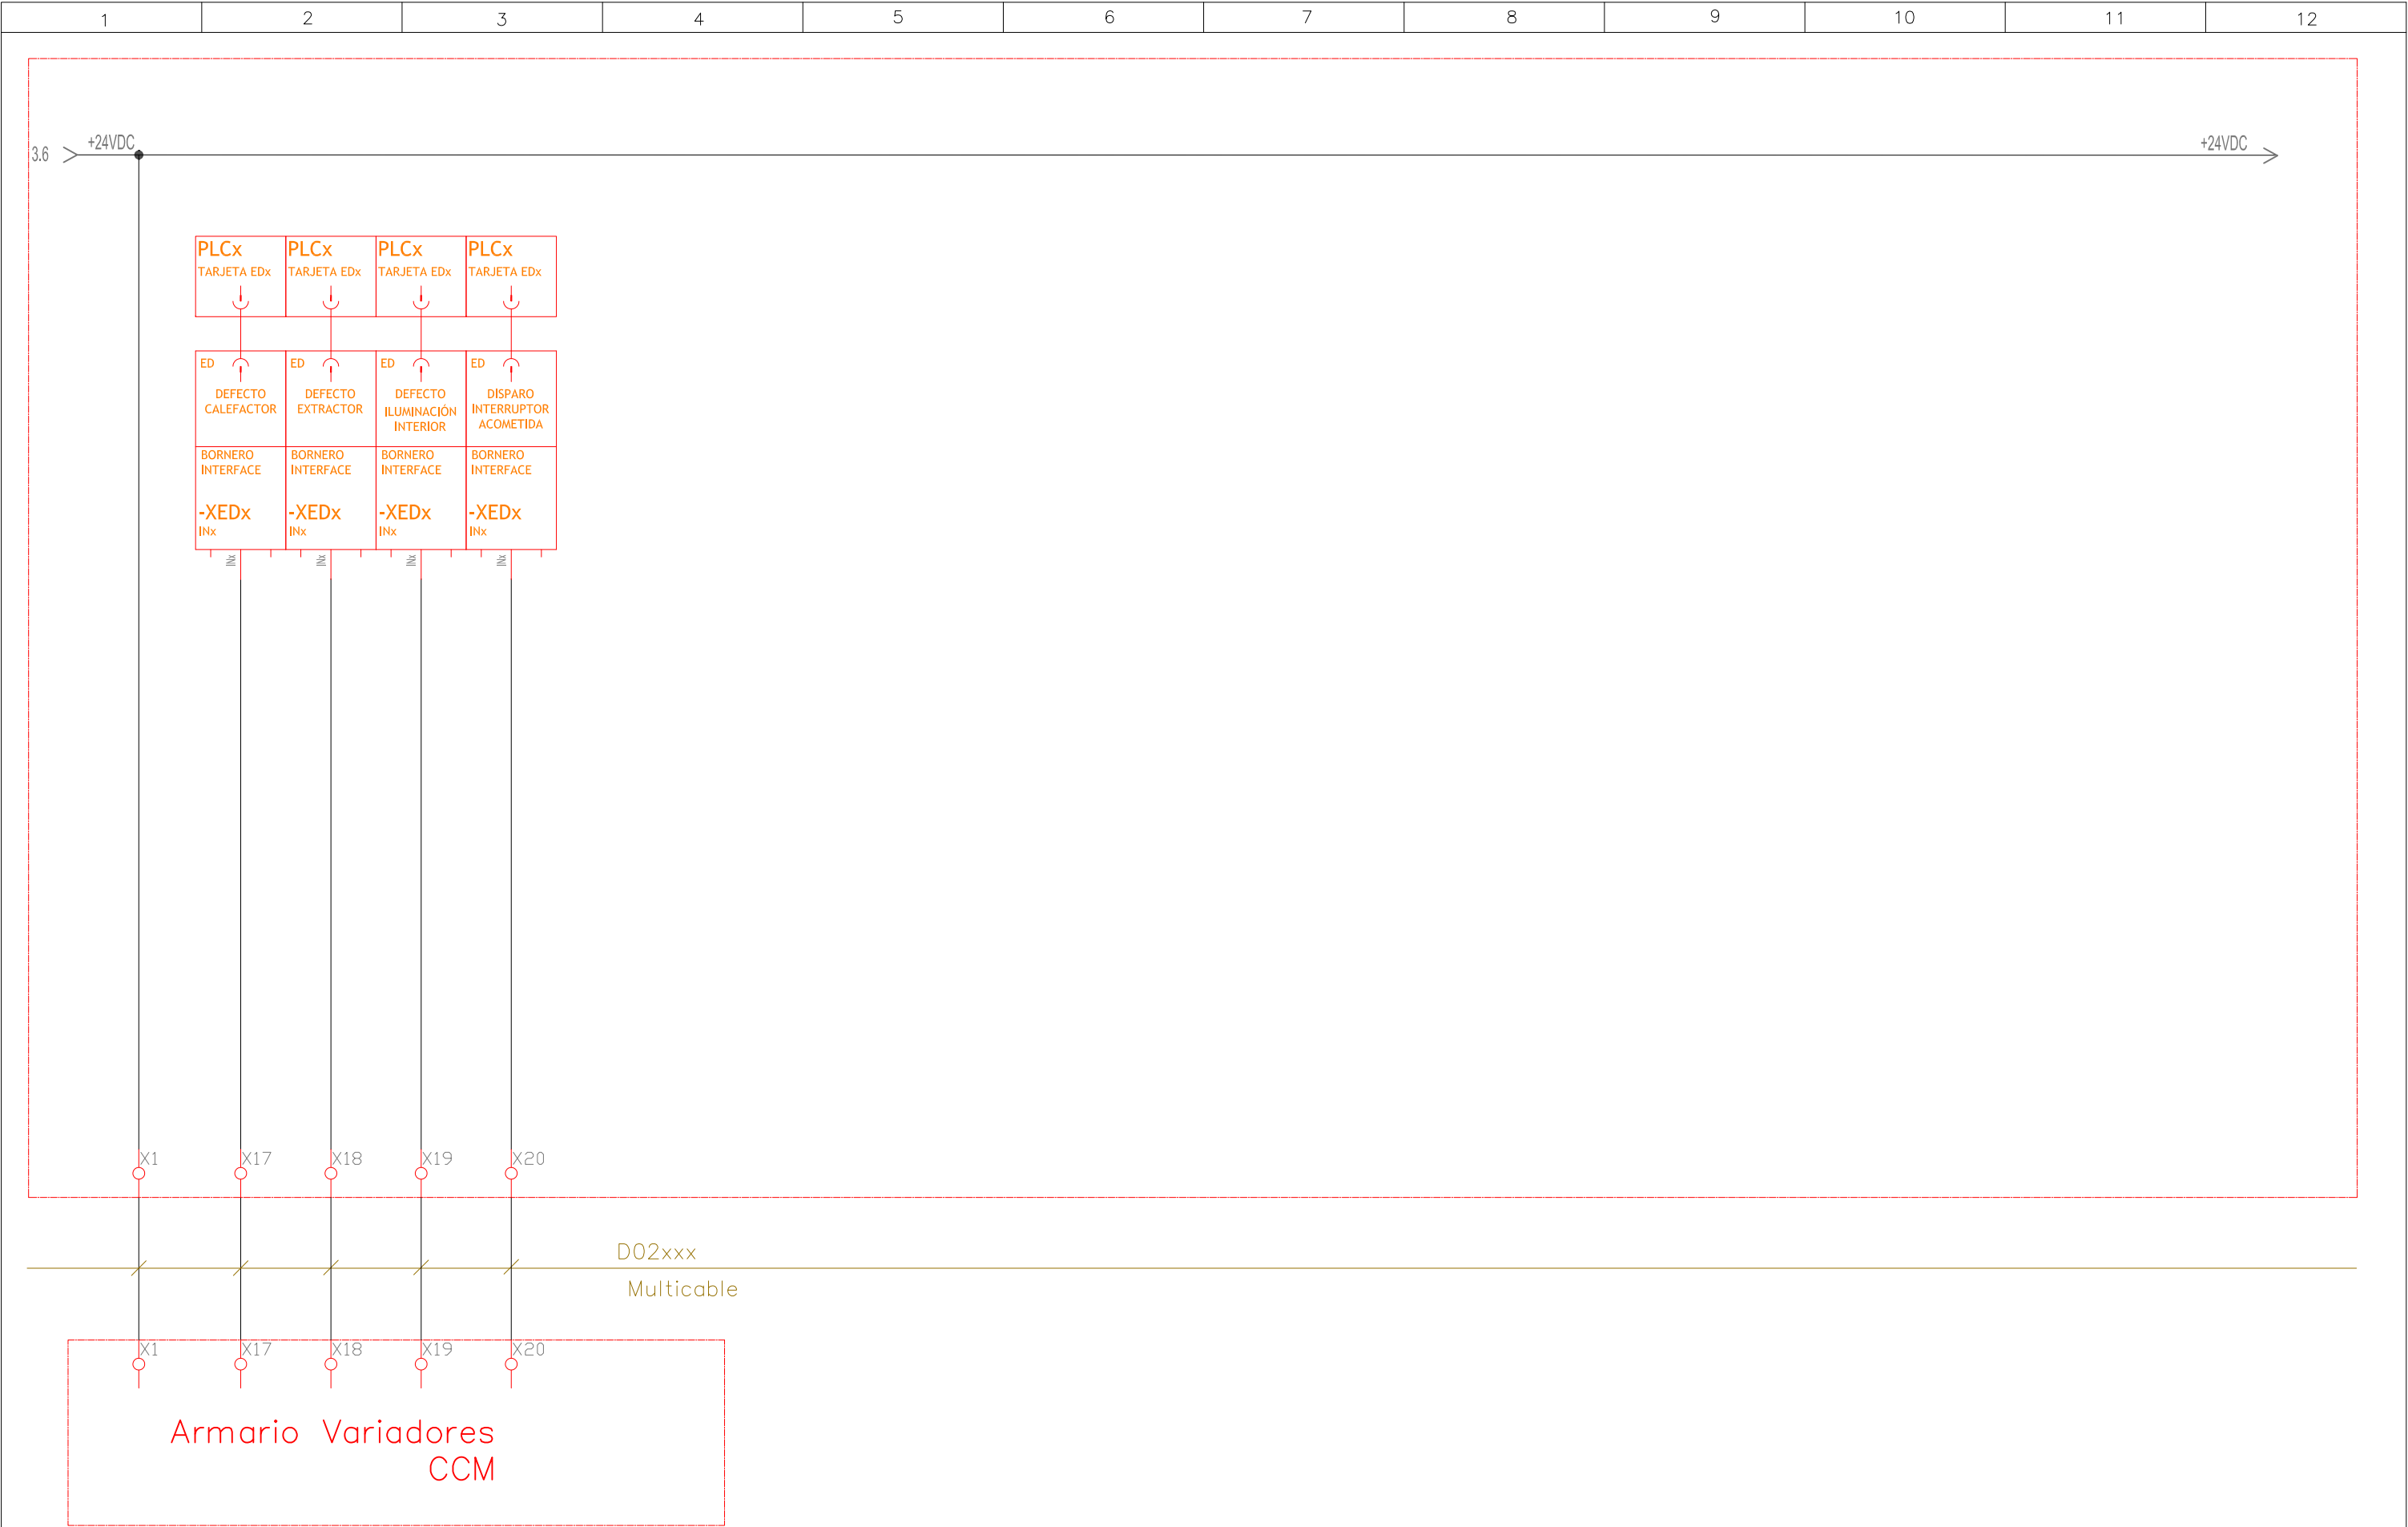 1 2 3 4 5 6 7 8 9 10 11 12
3.6 +24VDC +24VDC
PLCx PLCx PLCx PLCx
TARJETA EDx TARJETA EDx TARJETA EDx TARJETA EDx
ED ED ED ED
DEFECTO DEFECTO DEFECTO DISPARO
CALEFACTOR EXTRACTOR ILUMINACIÓN INTERRUPTOR
INTERIOR ACOMETIDA
BORNERO BORNERO BORNERO BORNERO
INTERFACE INTERFACE INTERFACE INTERFACE
-XEDx -XEDx -XEDx -XEDx
INx INx INx INx
INx INx INx INx
X1 X17 X18 X19 X20
D02xxx
Multicable
X1 X17 X18 X19 X20
Armario Variadores
CCM